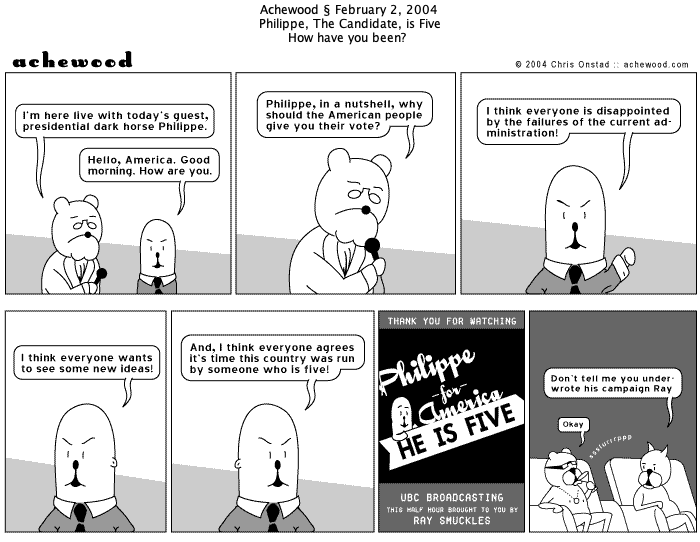 Achewood § February 2, 2004
Philippe, The Candidate, is Five
How have you been?
achewood
© 2004 Chris Onstad :: achewood.com
I'm here live with today's guest,
presidential dark horse Philippe.
Hello, America. Good
morning. How are you.
Philippe, in a nutshell, why
should the American people
give you their vote?
I think everyone is disappointed
by the failures of the current ad-
ministration!
I think everyone wants
to see some new ideas!
And, I think everyone agrees
it's time this country was run
by someone who is five!
THANK YOU FOR WATCHING
Philippe
-for-
America
HE IS FIVE
UBC BROADCASTING
THIS HALF HOUR BROUGHT TO YOU BY
RAY SMUCKLES
Don't tell me you under-
wrote his campaign Ray
Okay